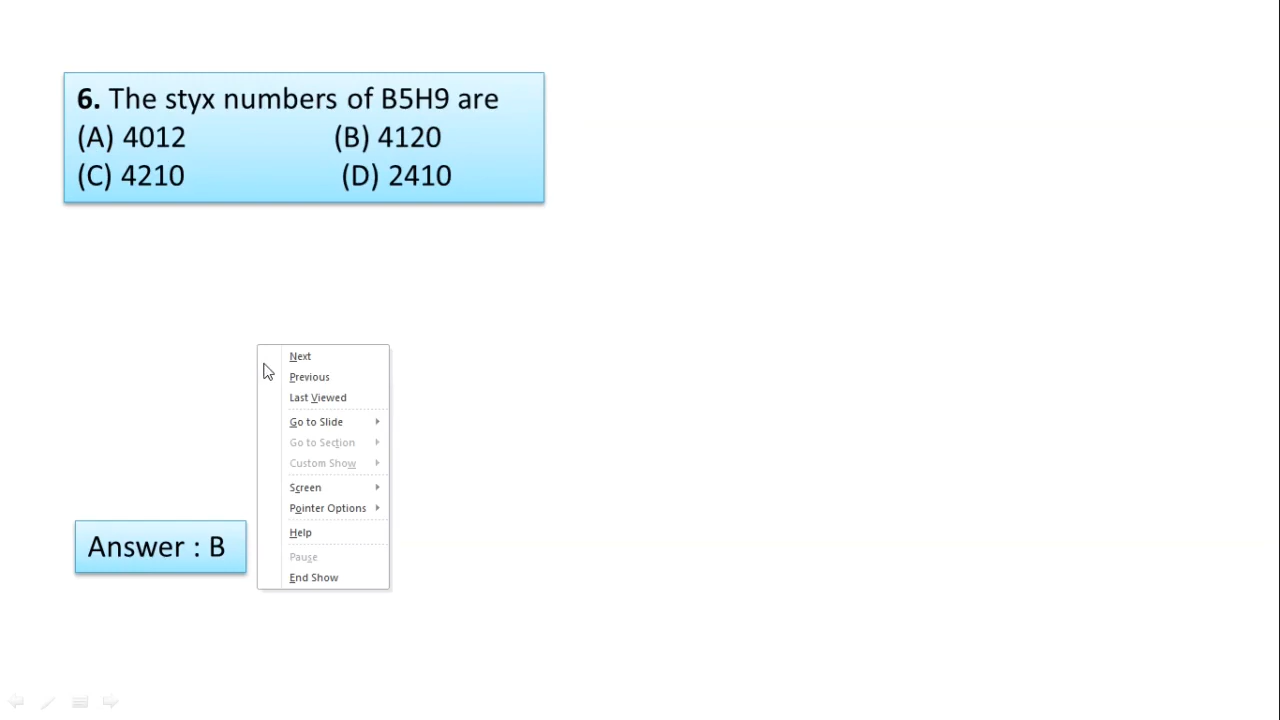 6. The styx numbers of B5H9 are
(A) 4012 (B) 4120
(C) 4210 (D) 2410
Next
Previous
Last Viewed
Go to Slide
Go to Section
Custom Show
Screen
Pointer Options
Help
Pause
End Show
Answer : B